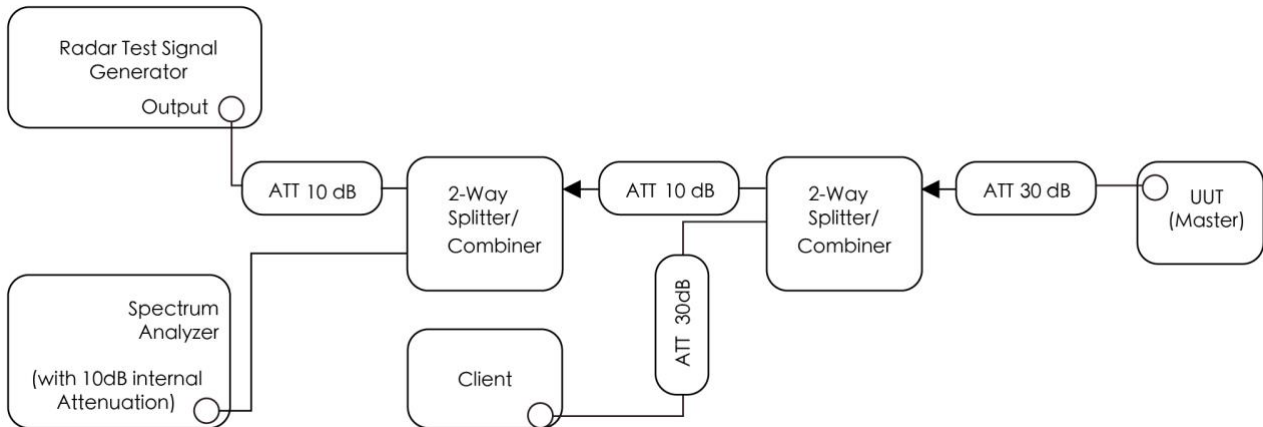 Radar Test Signal
Generator
Output
ATT 10 dB
2-Way
Splitter/
Combiner
ATT 10 dB
2-Way
Splitter/
Combiner
ATT 30 dB
UUT
(Master)
Spectrum
Analyzer
(with 10dB internal
Attenuation)
Client
ATT 30dB